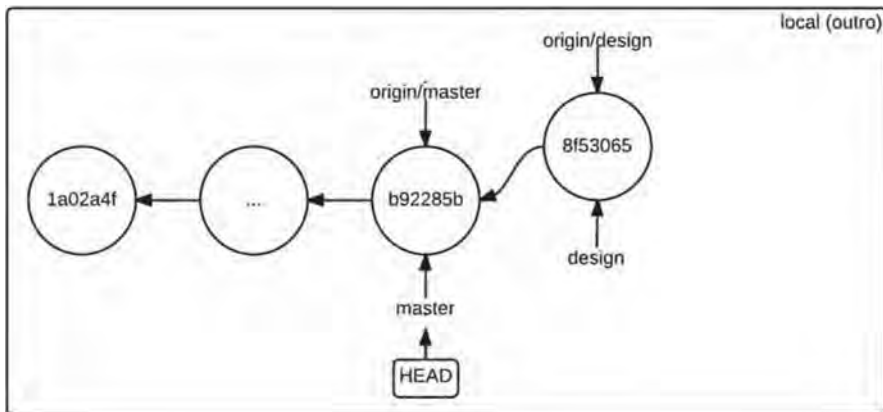 local (outro)
origin/design
origin/master
8f53065
1a02a4f
...
b92285b
design
master
HEAD